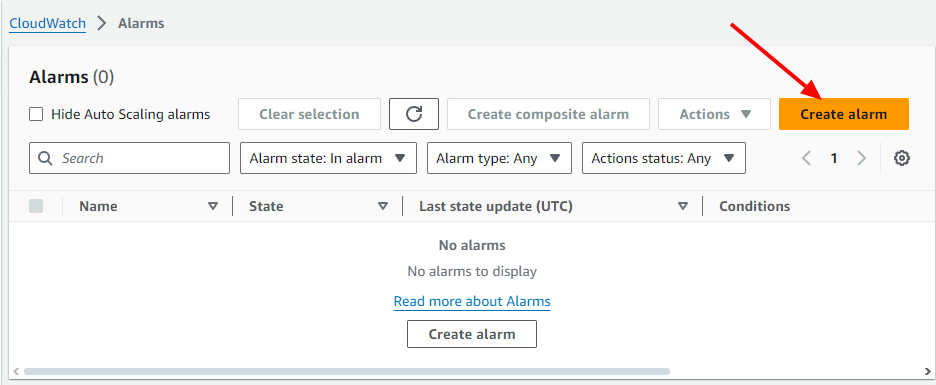 CloudWatch > Alarms
Alarms (0)
Hide Auto Scaling alarms Clear selection Create composite alarm Actions Create alarm
Search Alarm state: In alarm Alarm type: Any Actions status: Any 1
Name State Last state update (UTC) Conditions
No alarms
No alarms to display
Read more about Alarms
Create alarm